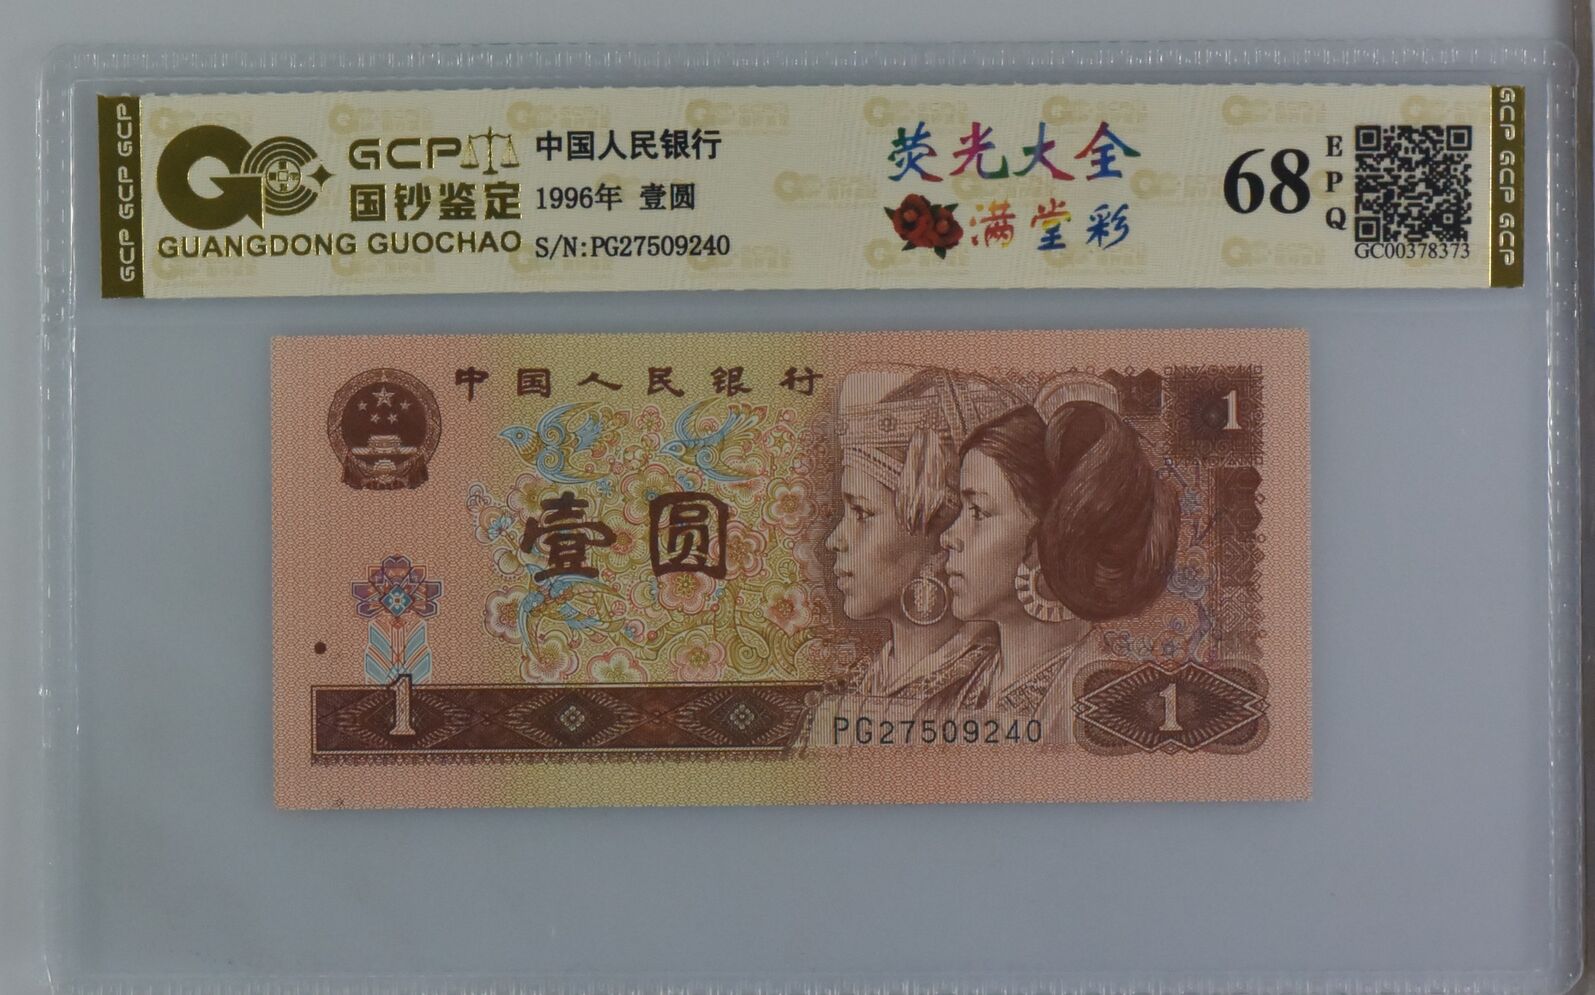 GCP GCP GCP
GCP
国钞鉴定
GUANGDONG GUOCHAO
中国人民银行
1996年 壹圆
S/N:PG27509240
荧光大全
满堂彩
68
EPQ
GC00378373
GCP GCP GCP
中国人民银行
1
壹圆
1
PG27509240
1